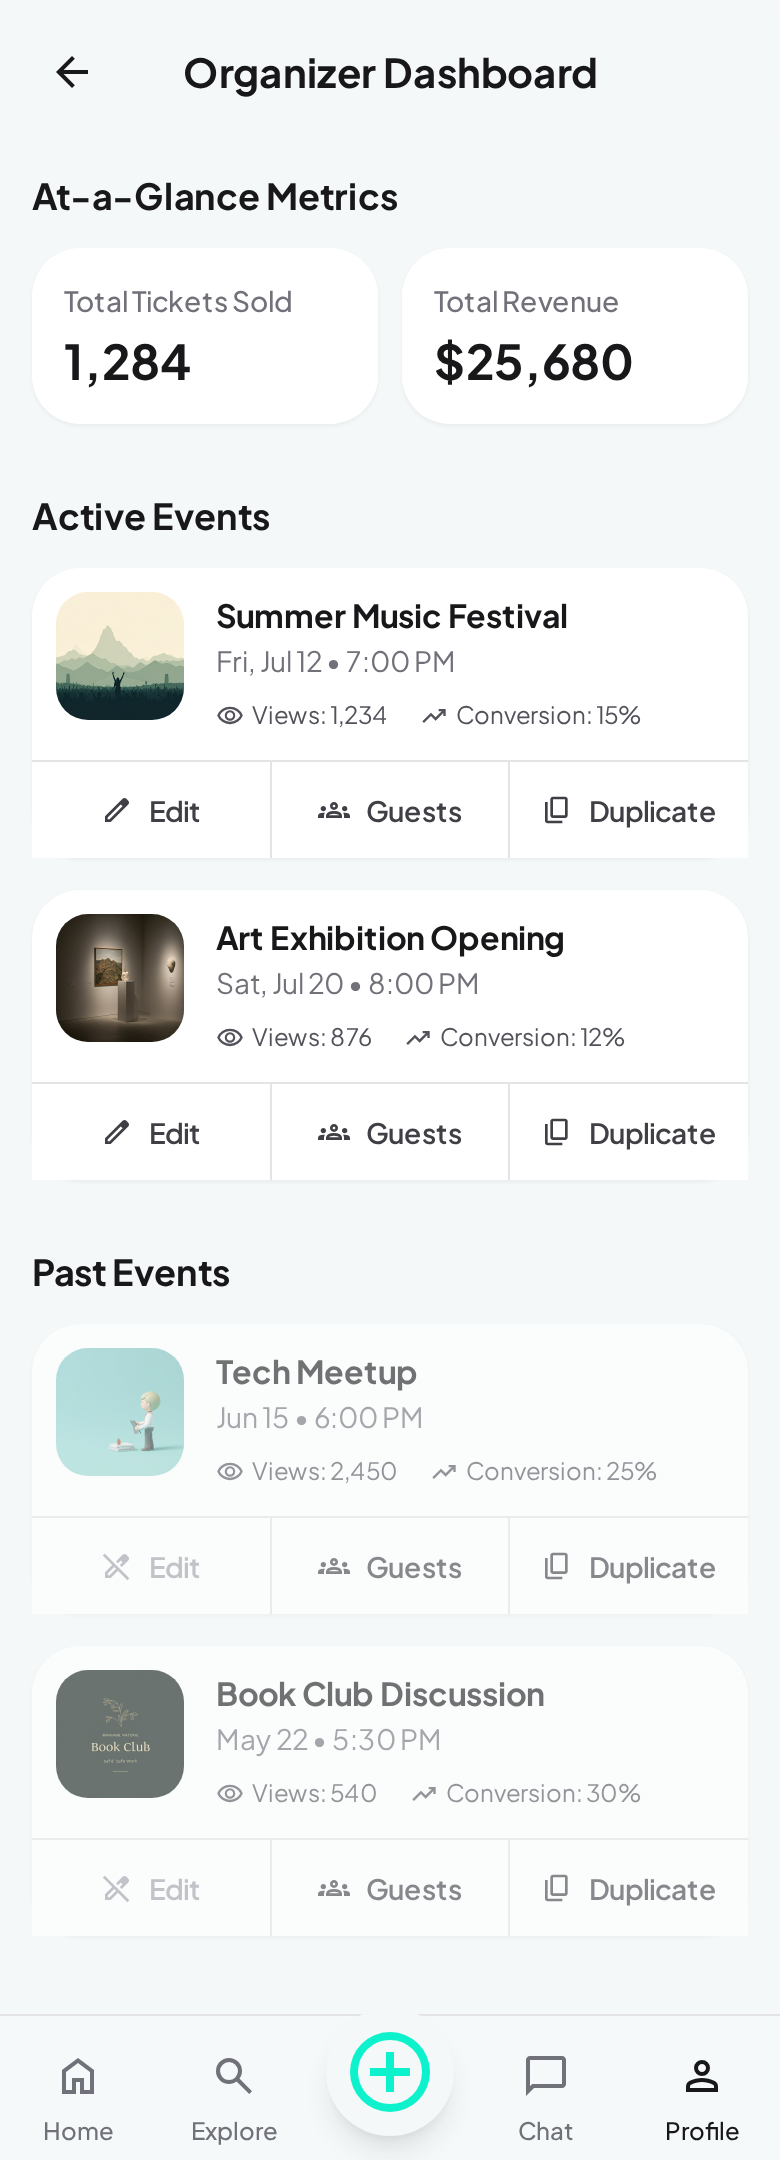 Organizer Dashboard
At-a-Glance Metrics
Total Tickets Sold
1,284
Total Revenue
$25,680
Active Events
Summer Music Festival
Fri, Jul 12 • 7:00 PM
Views: 1,234 Conversion: 15%
Edit Guests Duplicate
Art Exhibition Opening
Sat, Jul 20 • 8:00 PM
Views: 876 Conversion: 12%
Edit Guests Duplicate
Past Events
Tech Meetup
Jun 15 • 6:00 PM
Views: 2,450 Conversion: 25%
Edit Guests Duplicate
Book Club
Book Club Discussion
May 22 • 5:30 PM
Views: 540 Conversion: 30%
Edit Guests Duplicate
Home Explore Chat Profile